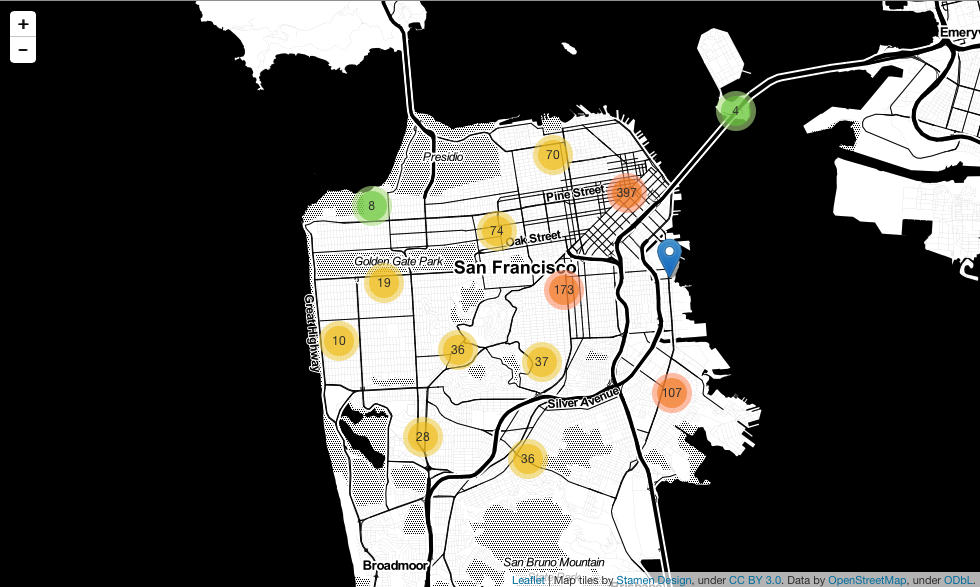 +
−
Emeryv
4
70
Presidio
397
Pine Street
8
74
Oak Street
Golden Gate Park
San Francisco
19
173
Great Highway
10
36
37
107
Silver Avenue
28
36
Broadmoor
San Bruno Mountain
Leaflet | Map tiles by Stamen Design, under CC BY 3.0. Data by OpenStreetMap, under ODbL.